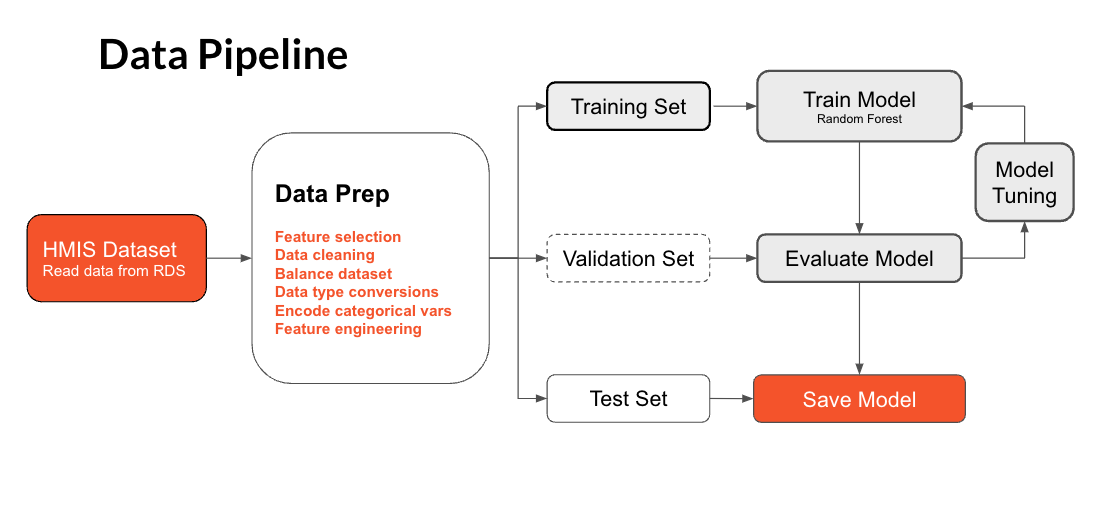 Data Pipeline
HMIS Dataset
Read data from RDS
Data Prep
Feature selection
Data cleaning
Balance dataset
Data type conversions
Encode categorical vars
Feature engineering
Training Set
Train Model
Random Forest
Model
Tuning
Validation Set
Evaluate Model
Test Set
Save Model